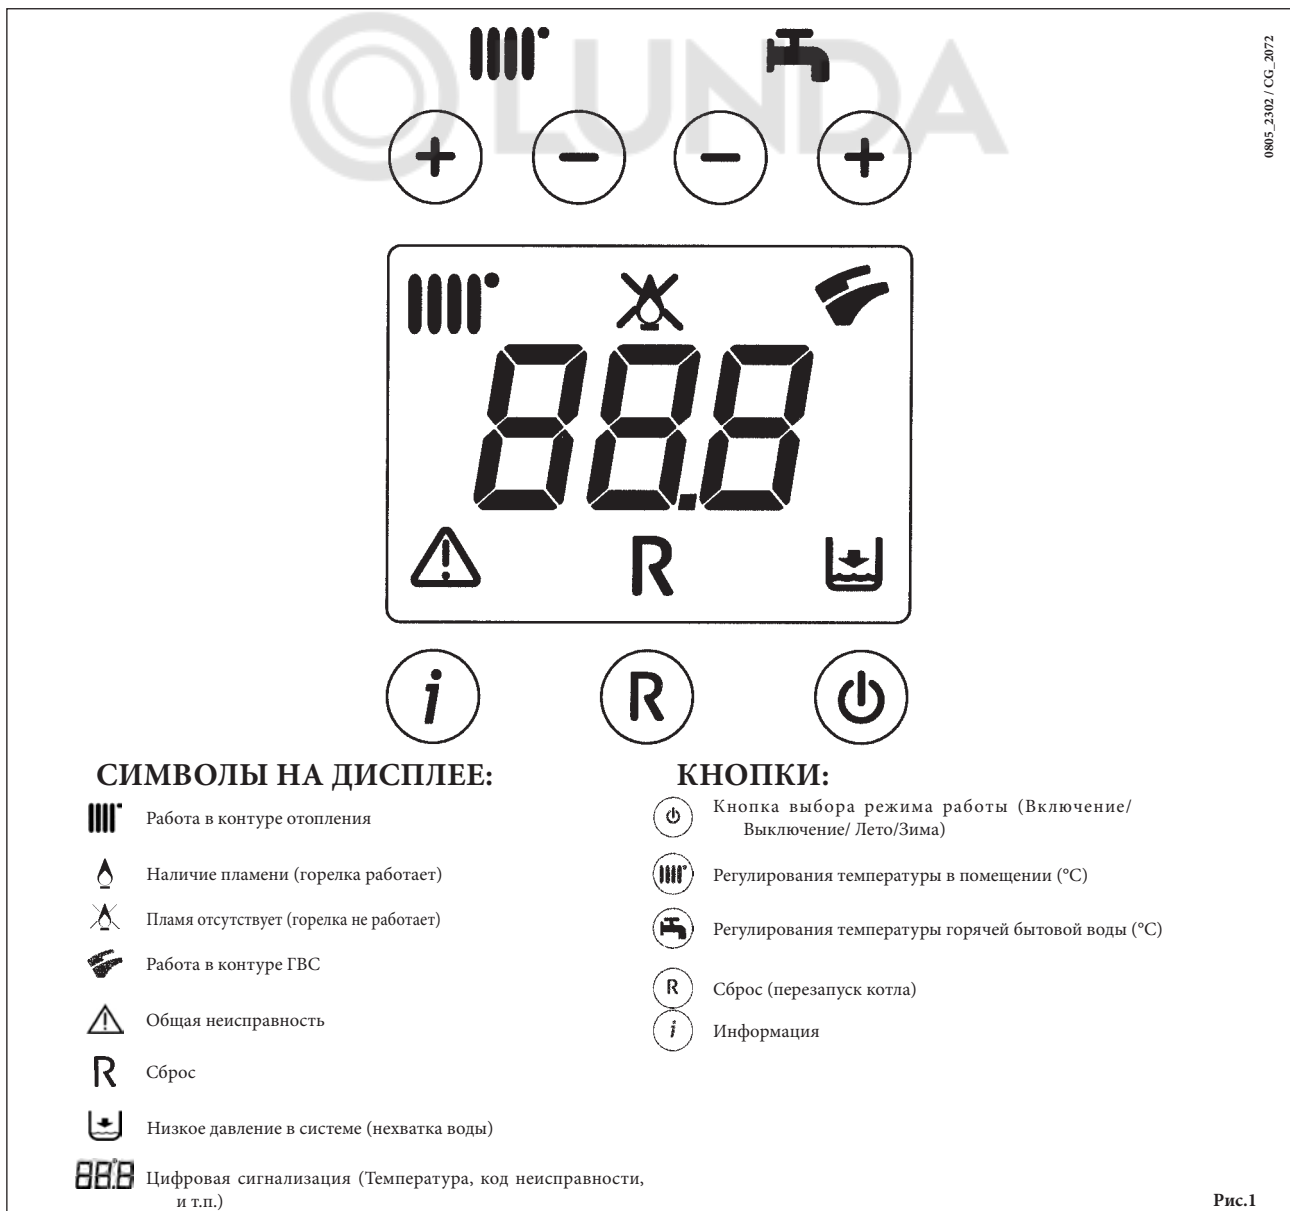 LUNDA
0805_2302 / CG_2072
+ − − +
88.8
R
i R
СИМВОЛЫ НА ДИСПЛЕЕ:
Работа в контуре отопления
Наличие пламени (горелка работает)
Пламя отсутствует (горелка не работает)
Работа в контуре ГВС
Общая неисправность
R Сброс
Низкое давление в системе (нехватка воды)
88.8 Цифровая сигнализация (Температура, код неисправности,
и т.п.)
КНОПКИ:
Кнопка выбора режима работы (Включение/
Выключение/ Лето/Зима)
Регулирования температуры в помещении (°С)
Регулирования температуры горячей бытовой воды (°С)
R Сброс (перезапуск котла)
i Информация
Рис.1